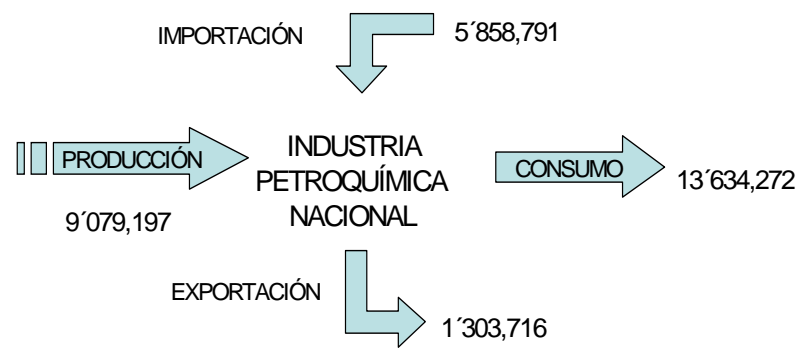 IMPORTACIÓN
5´858,791
PRODUCCIÓN
9´079,197
INDUSTRIA
PETROQUÍMICA
NACIONAL
CONSUMO
13´634,272
EXPORTACIÓN
1´303,716